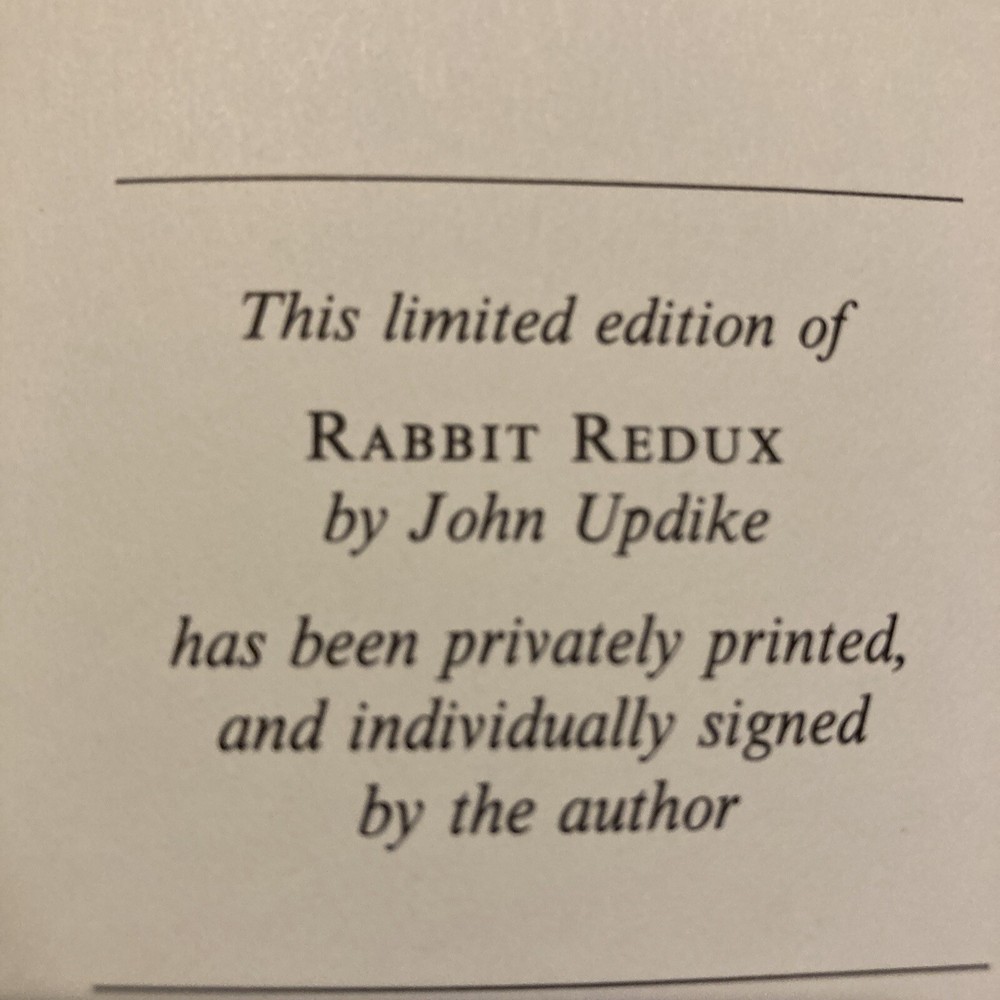 This limited edition of
RABBIT REDUX
by John Updike
has been privately printed,
and individually signed
by the author